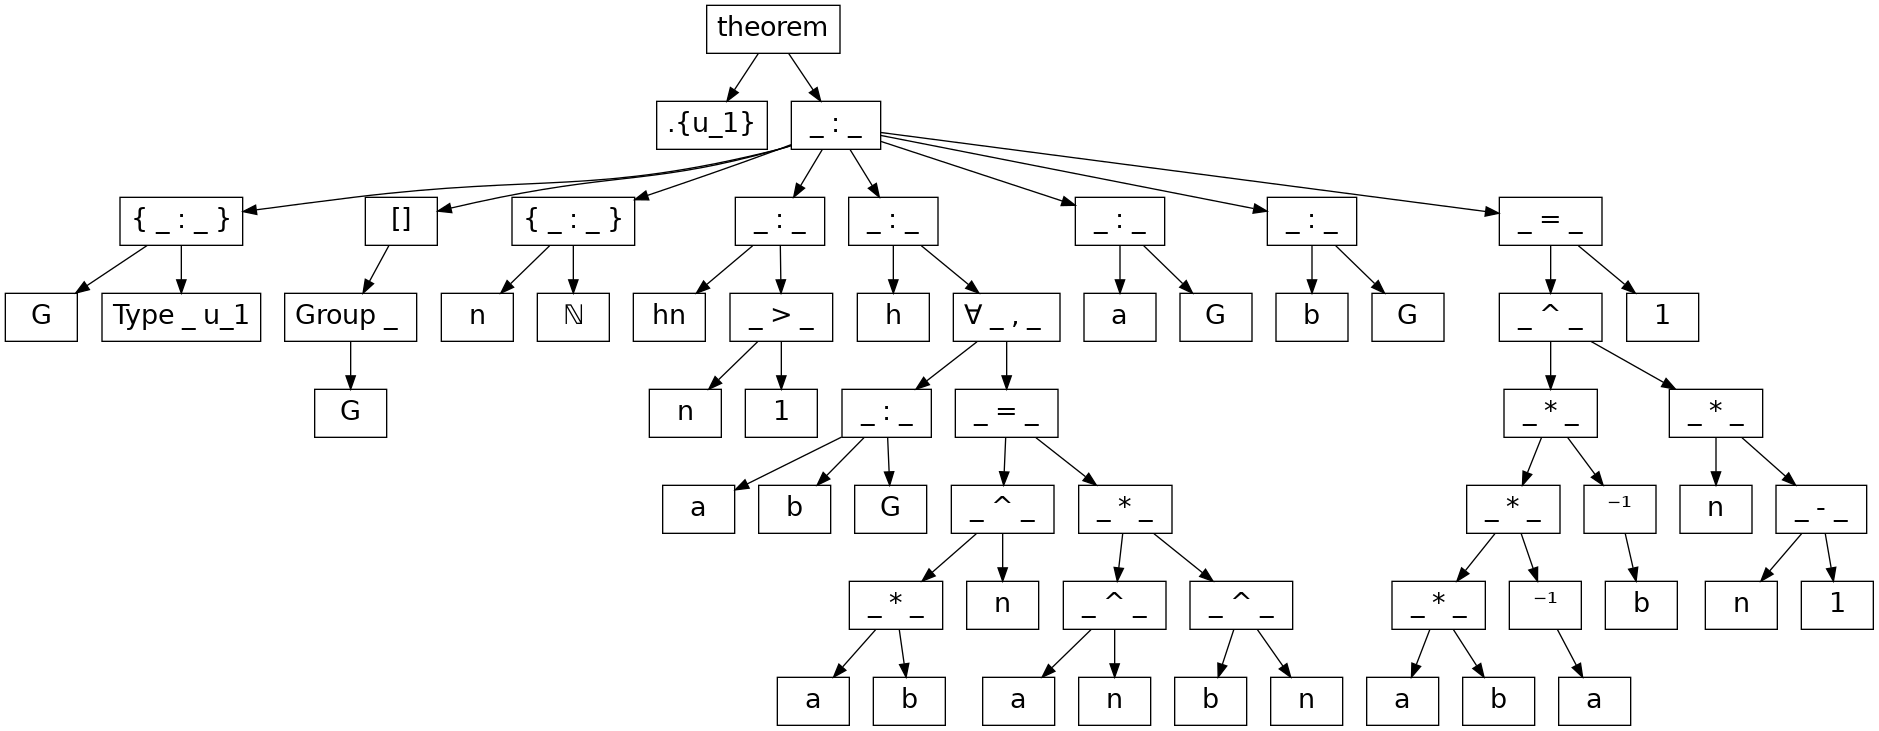 theorem
.{u_1} _ : _
{ _ : _ } [] { _ : _ } _ : _ _ : _ _ : _ _ : _ _ = _
G Type _ u_1 Group _ n ℕ hn _ > _ h ∀ _ , _ a G b G _ ^ _ 1
G n 1 _ : _ _ = _ _ * _ _ * _
a b G _ ^ _ _ * _ _ * _ ⁻¹ n _ - _
_ * _ n _ ^ _ _ ^ _ _ * _ ⁻¹ b n 1
a b a n b n a b a